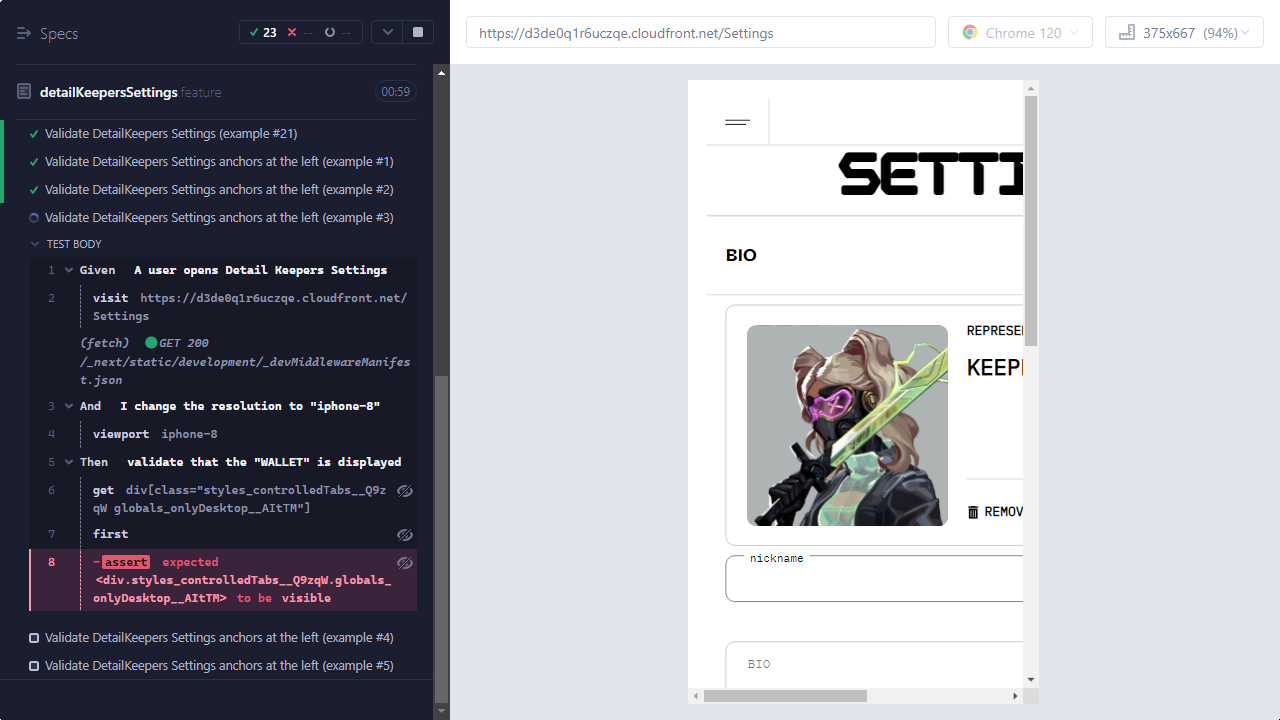 Specs
23 -- --
detailKeepersSettings feature 00:59
Validate DetailKeepers Settings (example #21)
Validate DetailKeepers Settings anchors at the left (example #1)
Validate DetailKeepers Settings anchors at the left (example #2)
Validate DetailKeepers Settings anchors at the left (example #3)
TEST BODY
1 Given A user opens Detail Keepers Settings
2 visit https://d3de0q1r6uczqe.cloudfront.net/
Settings
(fetch) GET 200
/_next/static/development/_devMiddlewareManifes
t.json
3 And I change the resolution to "iphone-8"
4 viewport iphone-8
5 Then validate that the "WALLET" is displayed
6 get div[class="styles_controlledTabs__Q9z
qW globals_onlyDesktop__AItTM"]
7 first
8 -assert expected
<div.styles_controlledTabs__Q9zqW.globals_
onlyDesktop__AItTM> to be visible
Validate DetailKeepers Settings anchors at the left (example #4)
Validate DetailKeepers Settings anchors at the left (example #5)
https://d3de0q1r6uczqe.cloudfront.net/Settings
Chrome 120
375x667 (94%)
SETTI
BIO
REPRESE
KEEP
REMOV
nickname
BIO